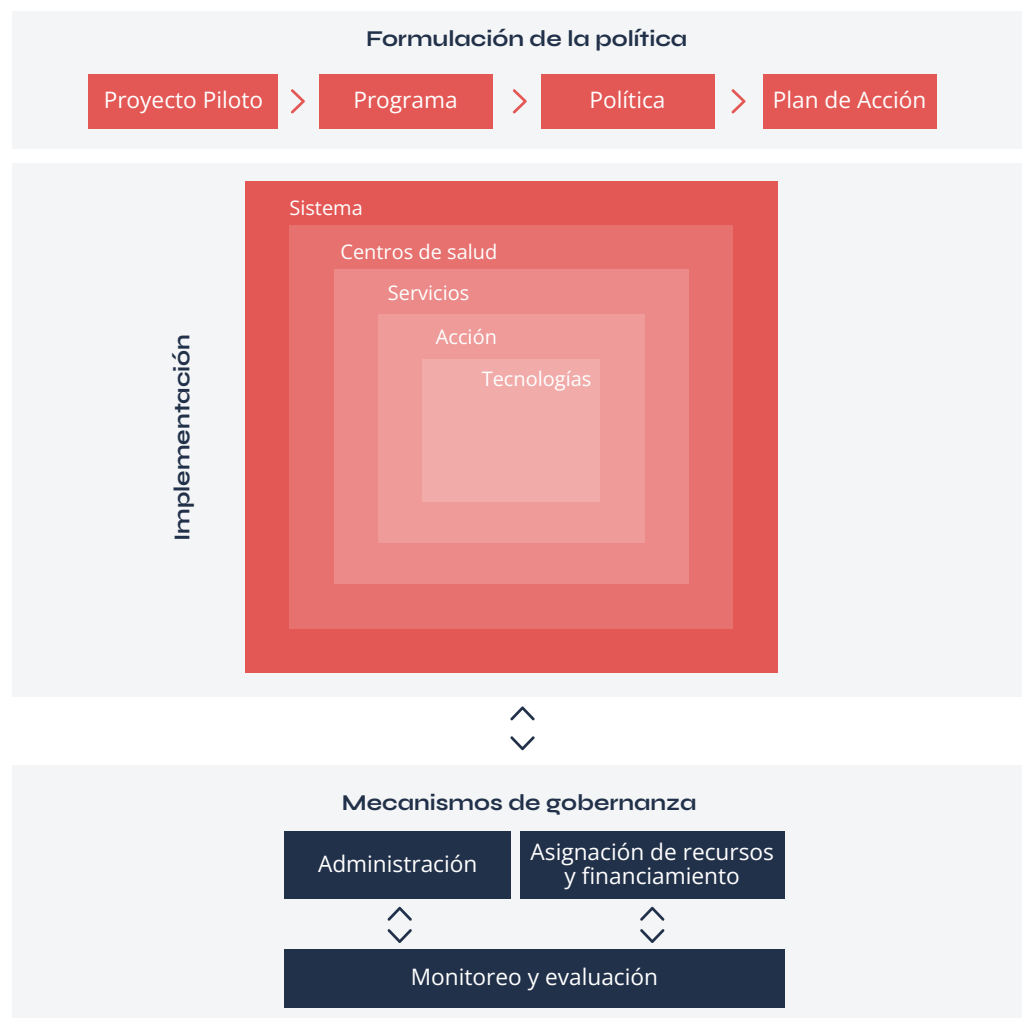 Formulación de la política
Proyecto Piloto
Programa
Política
Plan de Acción
Implementación
Sistema
Centros de salud
Servicios
Acción
Tecnologías
Mecanismos de gobernanza
Administración
Asignación de recursos
y financiamiento
Monitoreo y evaluación